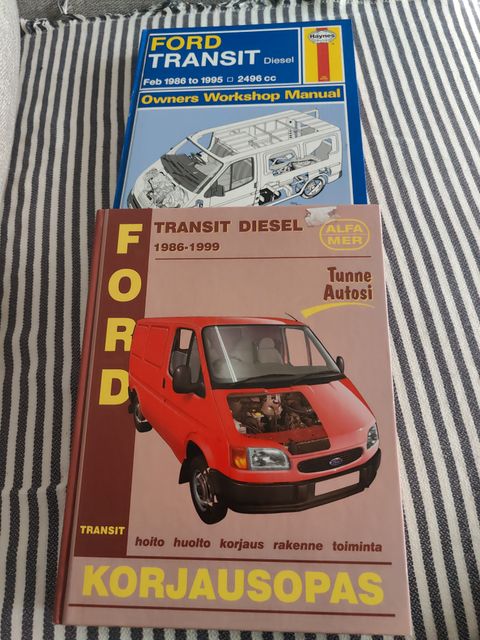 FORD
TRANSIT Diesel
Feb 1986 to 1995 □ 2496 cc
Haynes
Owners Workshop Manual
FORD
TRANSIT DIESEL
1986-1999
ALFA
MER
Tunne
Autosi
TRANSIT
hoito huolto korjaus rakenne toiminta
KORJAUSOPAS